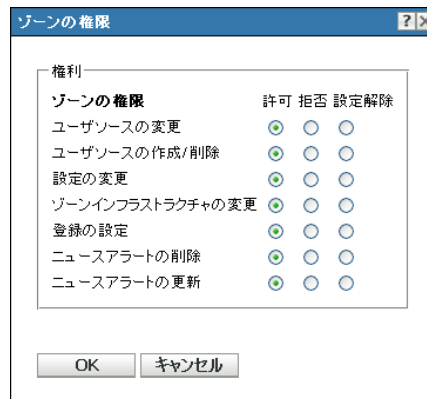 ゾーンの権限
権利
ゾーンの権限 許可 拒否 設定解除
ユーザソースの変更
ユーザソースの作成/削除
設定の変更
ゾーンインフラストラクチャの変更
登録の設定
ニュースアラートの削除
ニュースアラートの更新
OK キャンセル